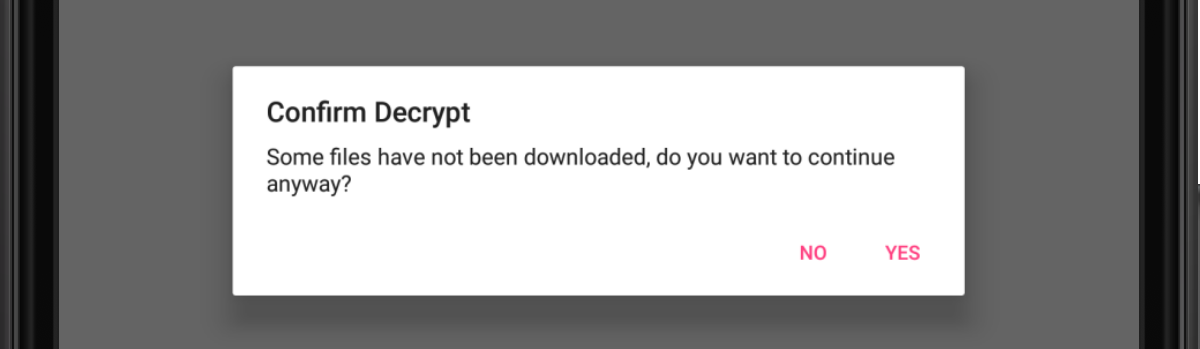 Confirm Decrypt
Some files have not been downloaded, do you want to continue
anyway?
NO YES